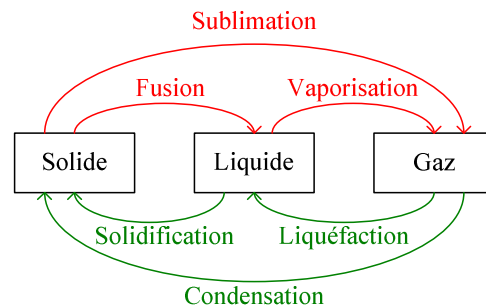 Sublimation
Fusion Vaporisation
Solide Liquide Gaz
Solidification Liquéfaction
Condensation